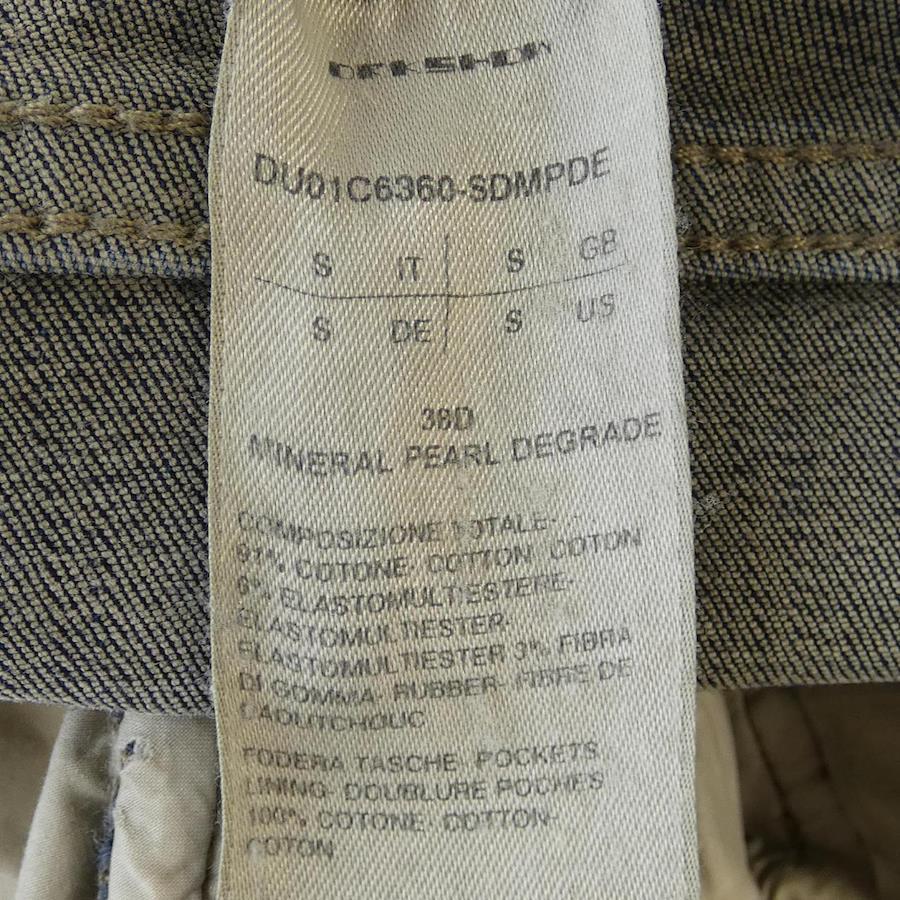 DU01C6360-SDMPDE
S IT S GB
S DE S US
38D
MINERAL PEARL DEGRADE
COMPOSIZIONE TOTALE-
91% COTONE- COTTON- COTON
6% ELASTOMULTIESTERE-
ELASTOMULTIESTER-
ELASTOMULTIESTER 3% FIBRA
DI GOMMA- RUBBER- FIBRE DE
CAOUTCHOUC
FODERA TASCHE- POCKETS
LINING- DOUBLURE POCHES
100% COTONE- COTTON-
COTON